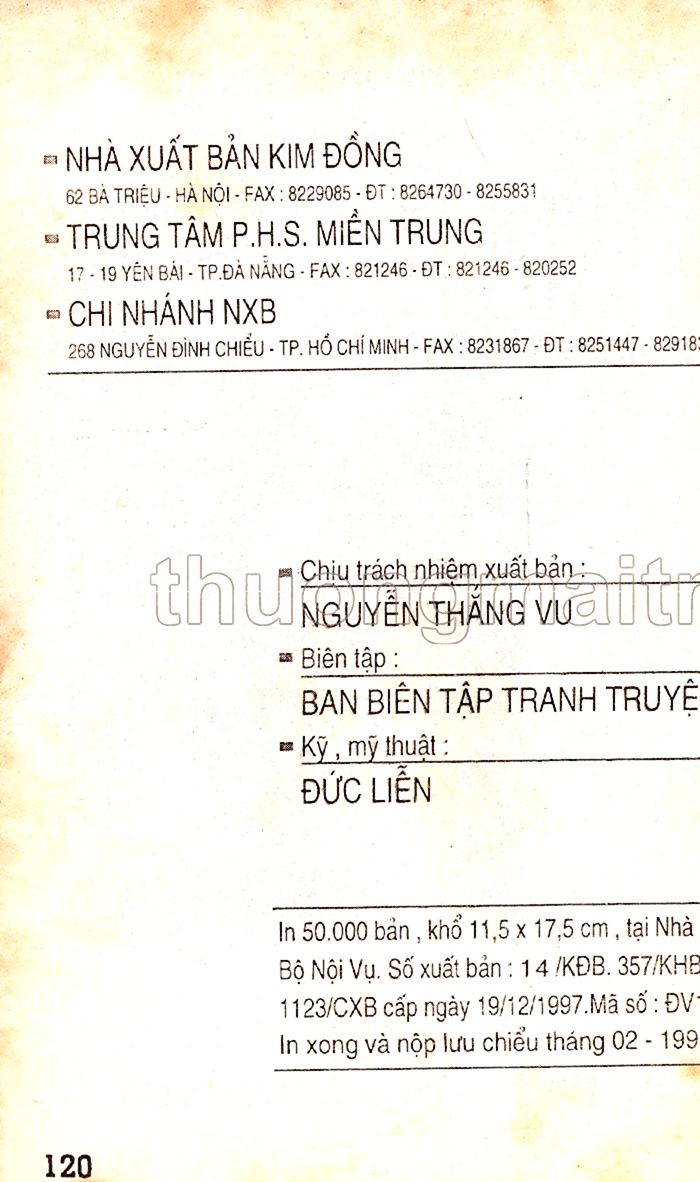 NHÀ XUẤT BẢN KIM ĐỒNG
62 BÀ TRIỆU - HÀ NỘI - FAX : 8229085 - ĐT : 8264730 - 8255831
TRUNG TÂM P.H.S. MIỀN TRUNG
17 - 19 YÊN BÁI - TP.ĐÀ NẴNG - FAX : 821246 - ĐT : 821246 - 820252
CHI NHÁNH NXB
268 NGUYỄN ĐÌNH CHIỂU - TP. HỒ CHÍ MINH - FAX : 8231867 - ĐT : 8251447 -
Chịu trách nhiệm xuất bản :
thuongmaitr
NGUYỄN THẮNG VU
Biên tập :
BAN BIÊN TẬP TRANH TRUYỆ
Kỹ , mỹ thuật :
ĐỨC LIỄN
In 50.000 bản , khổ 11,5 x 17,5 cm , tại Nhà
Bộ Nội Vụ. Số xuất bản : 14 /KĐB. 357/KHB
1123/CXB cấp ngày 19/12/1997.Mã số : ĐV1
In xong và nộp lưu chiểu tháng 02 - 199
120